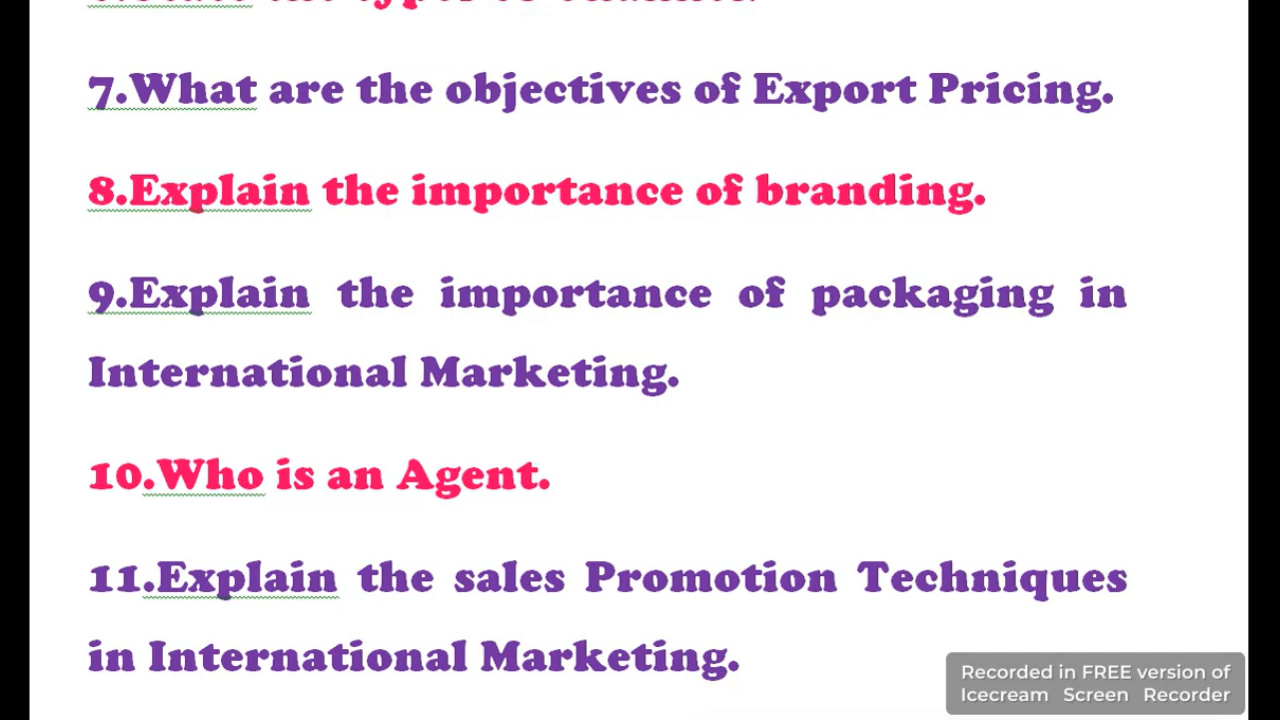 7.What are the objectives of Export Pricing.
8.Explain the importance of branding.
9.Explain the importance of packaging in
International Marketing.
10.Who is an Agent.
11.Explain the sales Promotion Techniques
in International Marketing.
Recorded in FREE version of
Icecream Screen Recorder